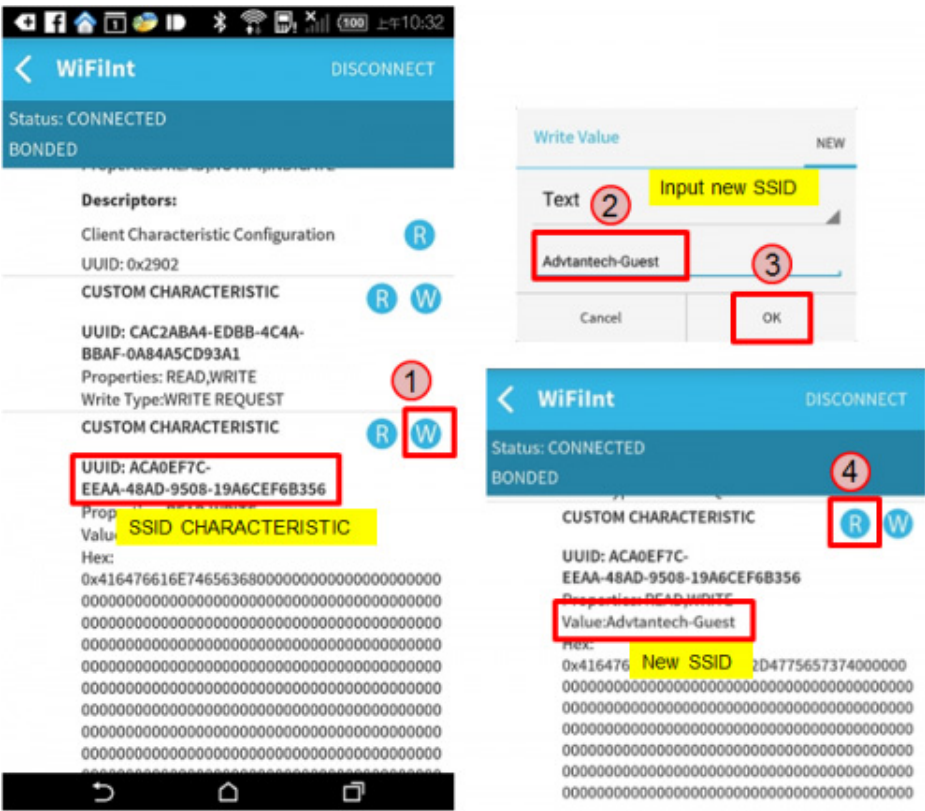 上午10:32
100
WiFiInt
DISCONNECT
Status: CONNECTED
BONDED
Descriptors:
Client Characteristic Configuration
R
UUID: 0x2902
CUSTOM CHARACTERISTIC
R W
UUID: CAC2ABA4-EDBB-4C4A-
BBAF-0A84A5CD93A1
Properties: READ,WRITE
Write Type:WRITE REQUEST
1
CUSTOM CHARACTERISTIC
R W
UUID: ACA0EF7C-
EEAA-48AD-9508-19A6CEF6B356
SSID CHARACTERISTIC
Hex:
0x416476616E7465636800000000000000000000
0000000000000000000000000000000000000000
0000000000000000000000000000000000000000
0000000000000000000000000000000000000000
0000000000000000000000000000000000000000
0000000000000000000000000000000000000000
0000000000000000000000000000000000000000
0000000000000000000000000000000000000000
0000000000000000000000000000000000000000
Write Value
NEW
Text
2
Input new SSID
Advtantech-Guest
3
Cancel
OK
WiFiInt
DISCONNECT
Status: CONNECTED
BONDED
4
CUSTOM CHARACTERISTIC
R W
UUID: ACA0EF7C-
EEAA-48AD-9508-19A6CEF6B356
Properties: READ,WRITE
Value:Advtantech-Guest
Hex:
New SSID
0x416476 2D4775657374000000
0000000000000000000000000000000000000000
0000000000000000000000000000000000000000
0000000000000000000000000000000000000000
0000000000000000000000000000000000000000
0000000000000000000000000000000000000000
0000000000000000000000000000000000000000